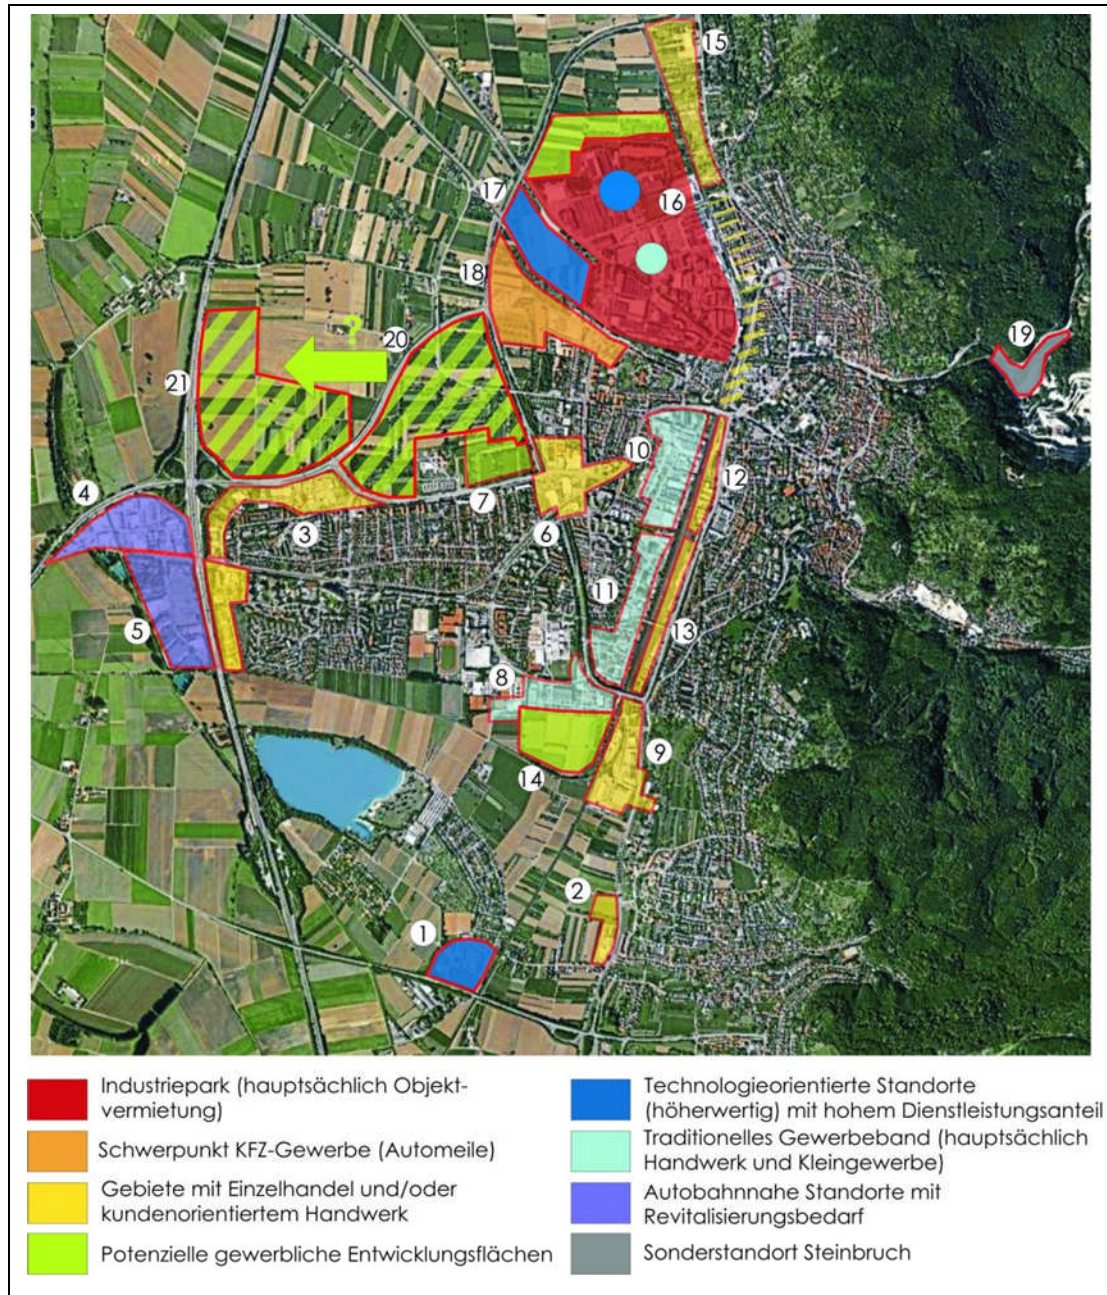 15
17
16
18
19
?
20
21
10
4
12
7
3
6
11
5
13
8
9
14
2
1
Industriepark (hauptsächlich Objekt-
vermietung)
Schwerpunkt KFZ-Gewerbe (Automeile)
Gebiete mit Einzelhandel und/oder
kundenorientiertem Handwerk
Potenzielle gewerbliche Entwicklungsflächen
Technologieorientierte Standorte
(höherwertig) mit hohem Dienstleistungsanteil
Traditionelles Gewerbeband (hauptsächlich
Handwerk und Kleingewerbe)
Autobahnnahe Standorte mit
Revitalisierungsbedarf
Sonderstandort Steinbruch